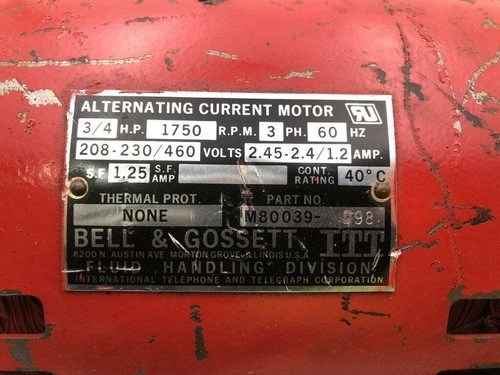 ALTERNATING CURRENT MOTOR
3/4 H.P. 1750 R.P.M. 3 PH. 60 HZ
208-230/460 VOLTS 2.45-2.4/1.2 AMP.
S.F. 1.25 S.F. AMP CONT. RATING 40°C
THERMAL PROT. PART NO.
NONE M80039-
BELL & GOSSETT ITT
6200 N. AUSTIN AVE MORTON GROVE, ILLINOIS U.S.A.
FLUID HANDLING DIVISION
INTERNATIONAL TELEPHONE AND TELEGRAPH CORPORATION